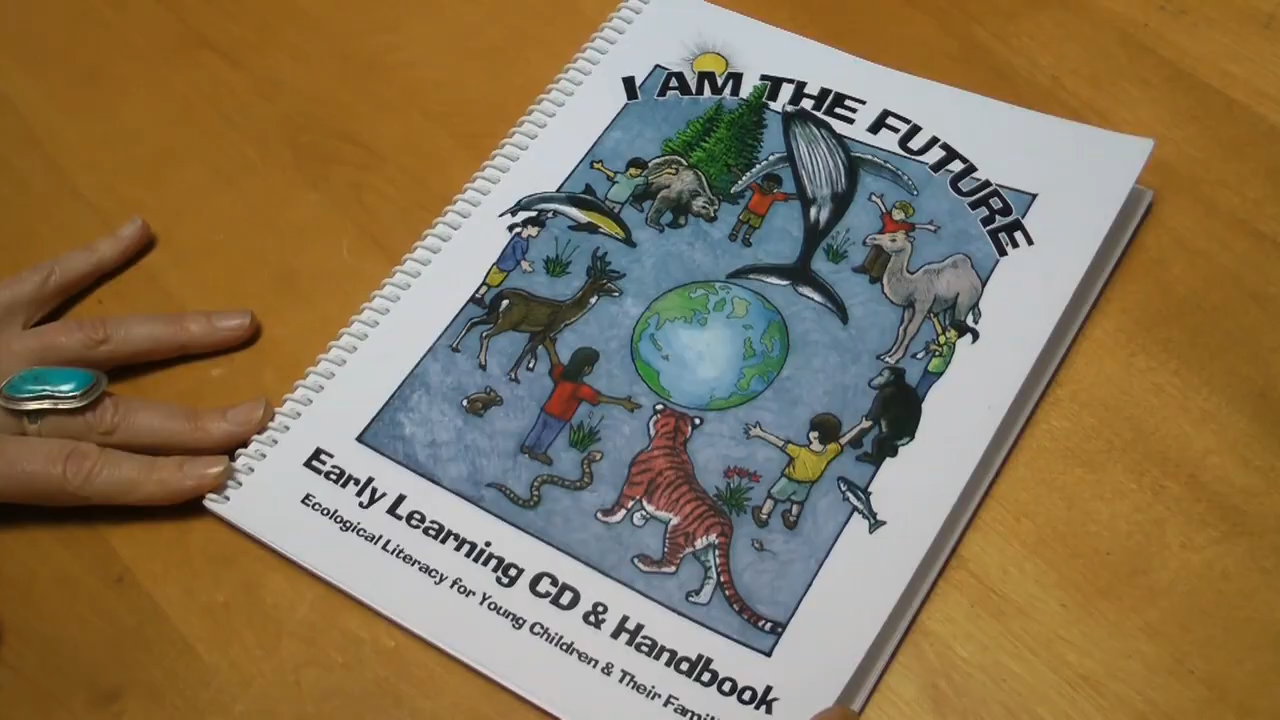 I AM THE FUTURE
Early Learning CD & Handbook
Ecological Literacy for Young Children & Their